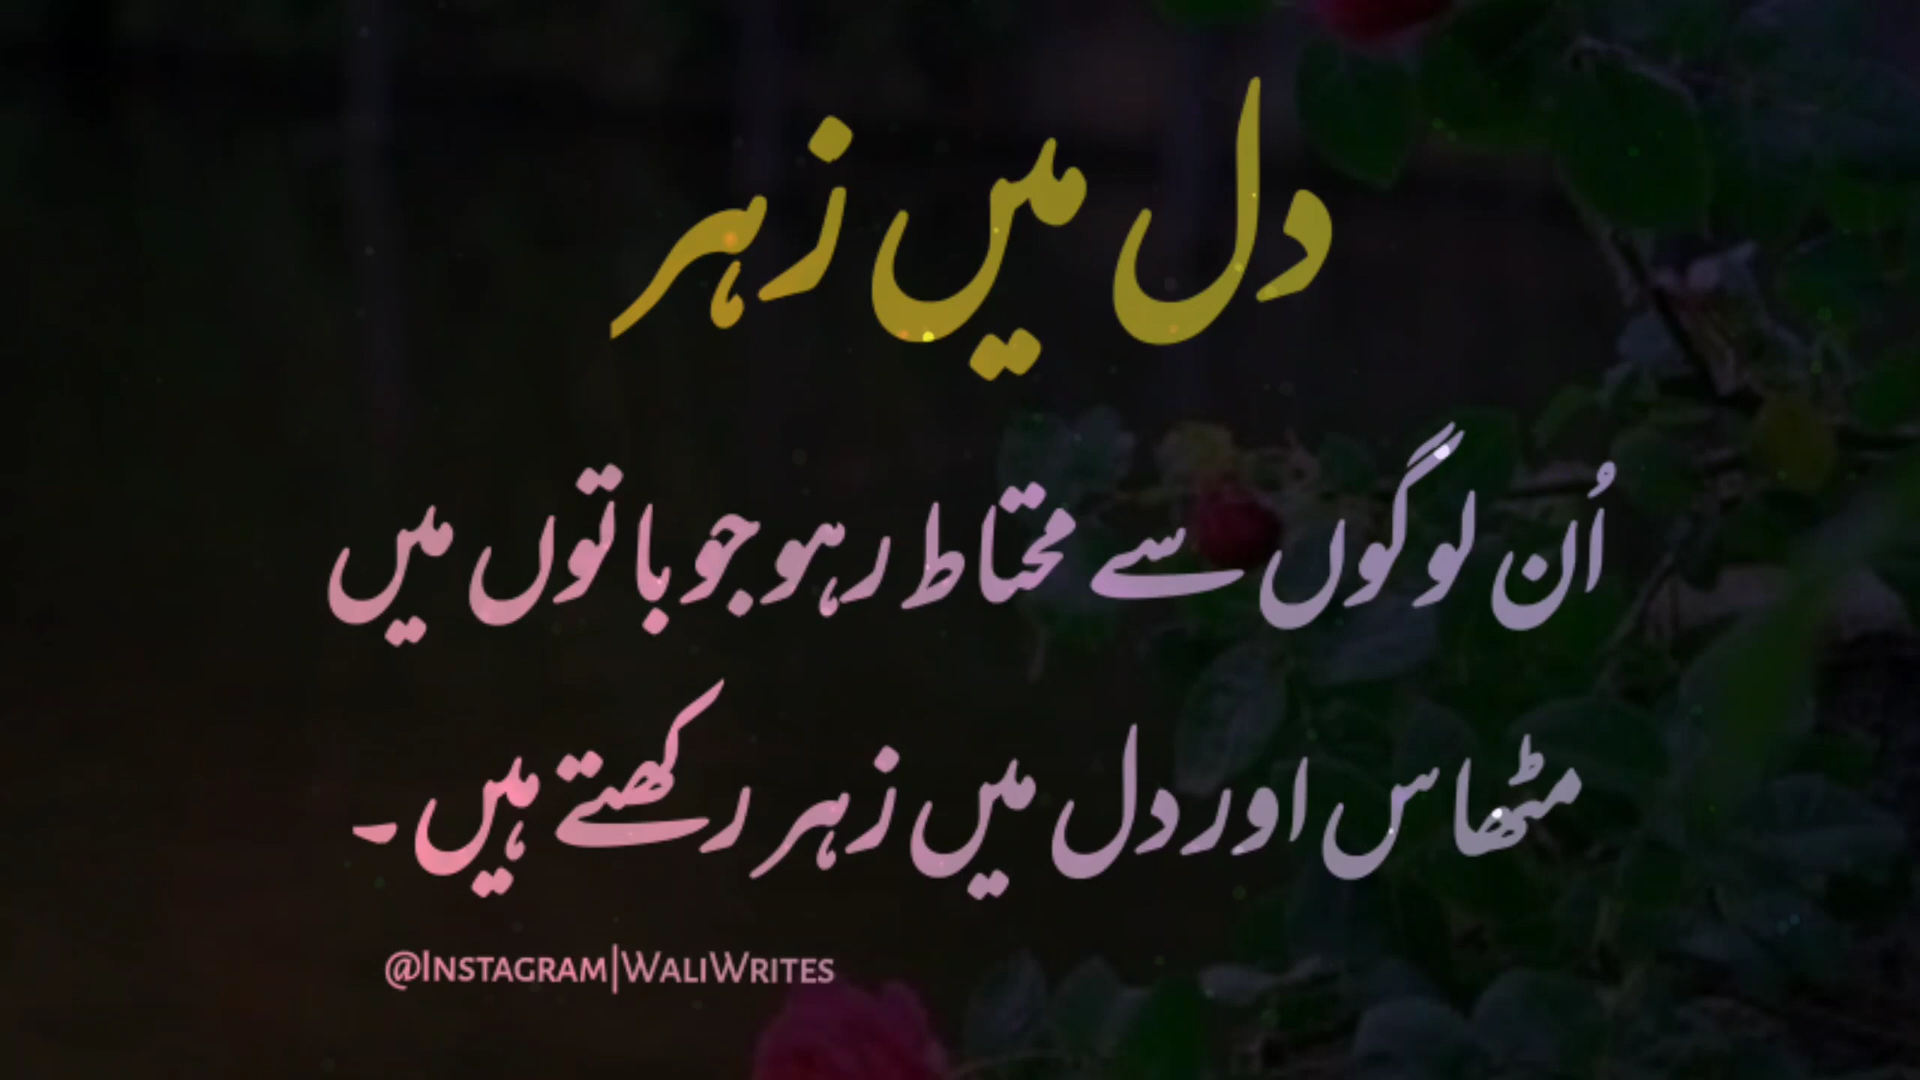 دل میں زہر
اُن لوگوں سے محتاط رہو جو باتوں میں
مٹھاس اور دل میں زہر رکھتے ہیں۔
@Instagram|WaliWrites